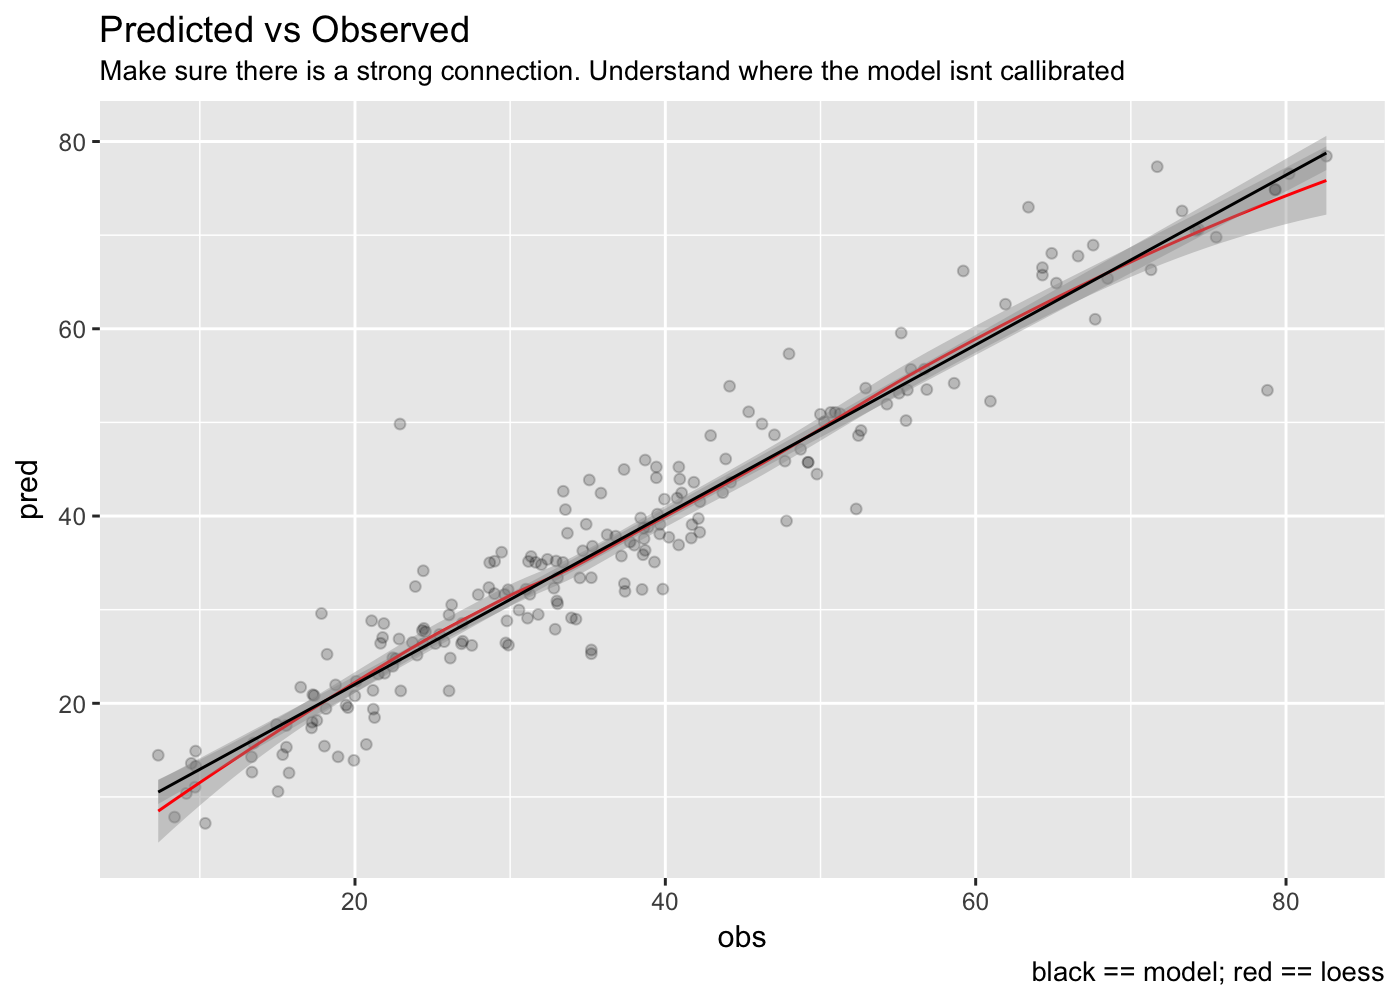 Predicted vs Observed
Make sure there is a strong connection. Understand where the model isnt callibrated
80
60
40
20
pred
20 40 60 80
obs
black == model; red == loess